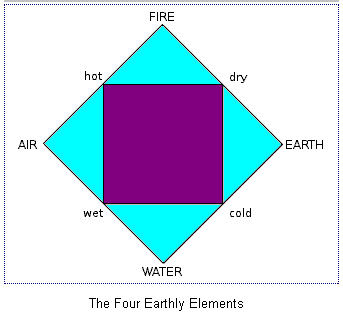 FIRE
hot
dry
AIR
EARTH
wet
cold
WATER
The Four Earthly Elements